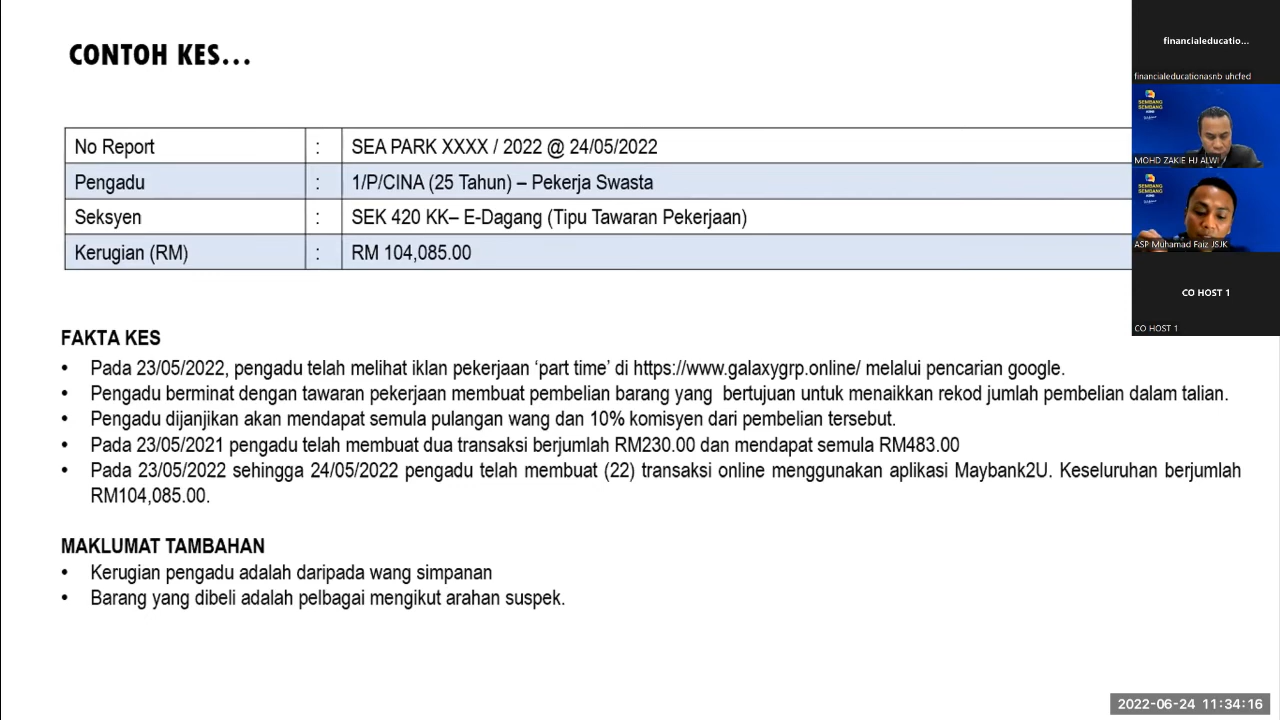 CONTOH KES...
No Report : SEA PARK XXXX / 2022 @ 24/05/2022
Pengadu : 1/P/CINA (25 Tahun) – Pekerja Swasta
Seksyen : SEK 420 KK– E-Dagang (Tipu Tawaran Pekerjaan)
Kerugian (RM) : RM 104,085.00
FAKTA KES
• Pada 23/05/2022, pengadu telah melihat iklan pekerjaan ‘part time’ di https://www.galaxygrp.online/ melalui pencarian google.
• Pengadu berminat dengan tawaran pekerjaan membuat pembelian barang yang bertujuan untuk menaikkan rekod jumlah pembelian dalam talian.
• Pengadu dijanjikan akan mendapat semula pulangan wang dan 10% komisyen dari pembelian tersebut.
• Pada 23/05/2021 pengadu telah membuat dua transaksi berjumlah RM230.00 dan mendapat semula RM483.00
• Pada 23/05/2022 sehingga 24/05/2022 pengadu telah membuat (22) transaksi online menggunakan aplikasi Maybank2U. Keseluruhan berjumlah
RM104,085.00.
MAKLUMAT TAMBAHAN
• Kerugian pengadu adalah daripada wang simpanan
• Barang yang dibeli adalah pelbagai mengikut arahan suspek.
financialeducatio...
financialeducationasnb uhcfed
SEMBANG
SEMBANG
MOHD ZAKIE HJ ALWI
SEMBANG
SEMBANG
ASP Muhamad Faiz JSJK
CO HOST 1
CO HOST 1
2022-06-24 11:34:16